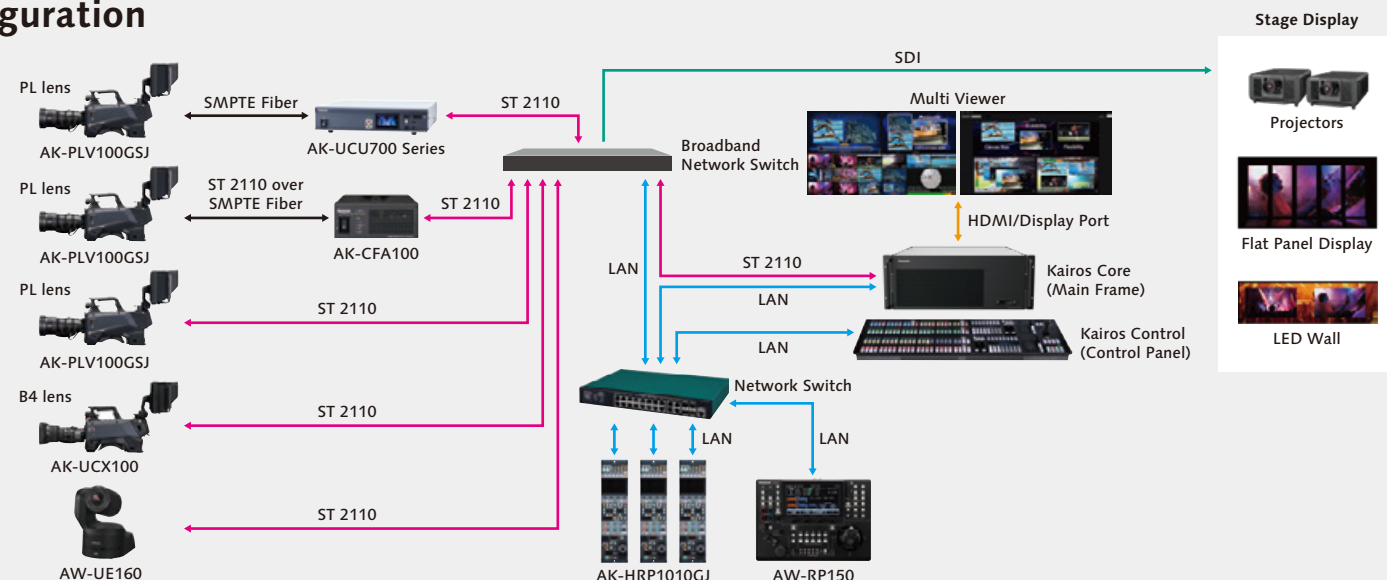 guration
Stage Display
SDI
PL lens
SMPTE Fiber
ST 2110
Multi Viewer
AK-PLV100GSJ
AK-UCU700 Series
Broadband
Network Switch
Projectors
PL lens
ST 2110 over
SMPTE Fiber
ST 2110
AK-PLV100GSJ
AK-CFA100
HDMI/Display Port
Flat Panel Display
LAN
ST 2110
Kairos Core
(Main Frame)
LAN
PL lens
ST 2110
AK-PLV100GSJ
LAN
Kairos Control
(Control Panel)
LED Wall
B4 lens
ST 2110
AK-UCX100
Network Switch
LAN
LAN
ST 2110
AW-UE160
AK-HRP1010GJ
AW-RP150